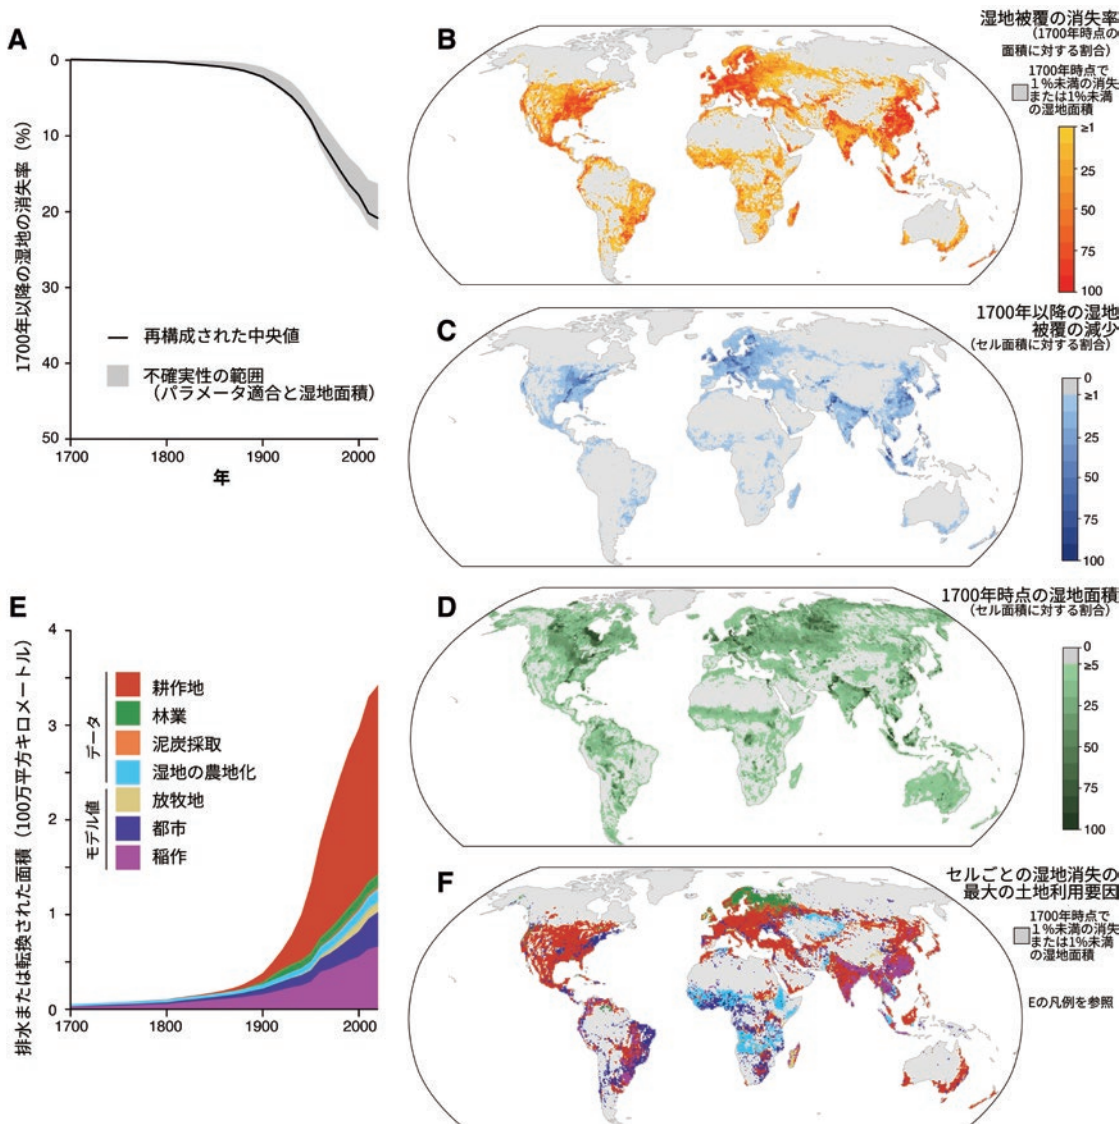 A
0
10
20
30
40
50
1700年以降の湿地の消失率（%）
再構成された中央値
不確実性の範囲
（パラメータ適合と湿地面積）
1700
1800
1900
2000
年
B
湿地被覆の消失率
（1700年時点の
面積に対する割合）
1700年時点で
１%未満の消失
または1%未満
の湿地面積
≥1
25
50
75
100
C
1700年以降の湿地
被覆の減少
（セル面積に対する割合）
0
≥1
25
50
75
100
D
1700年時点の湿地面積
（セル面積に対する割合）
0
≥5
25
50
75
100
E
4
3
2
1
0
排水または転換された面積（100万平方キロメートル）
データ
耕作地
林業
泥炭採取
湿地の農地化
モデル値
放牧地
都市
稲作
1700
1800
1900
2000
F
セルごとの湿地消失の
最大の土地利用要因
1700年時点で
１%未満の消失
または1%未満
の湿地面積
Eの凡例を参照